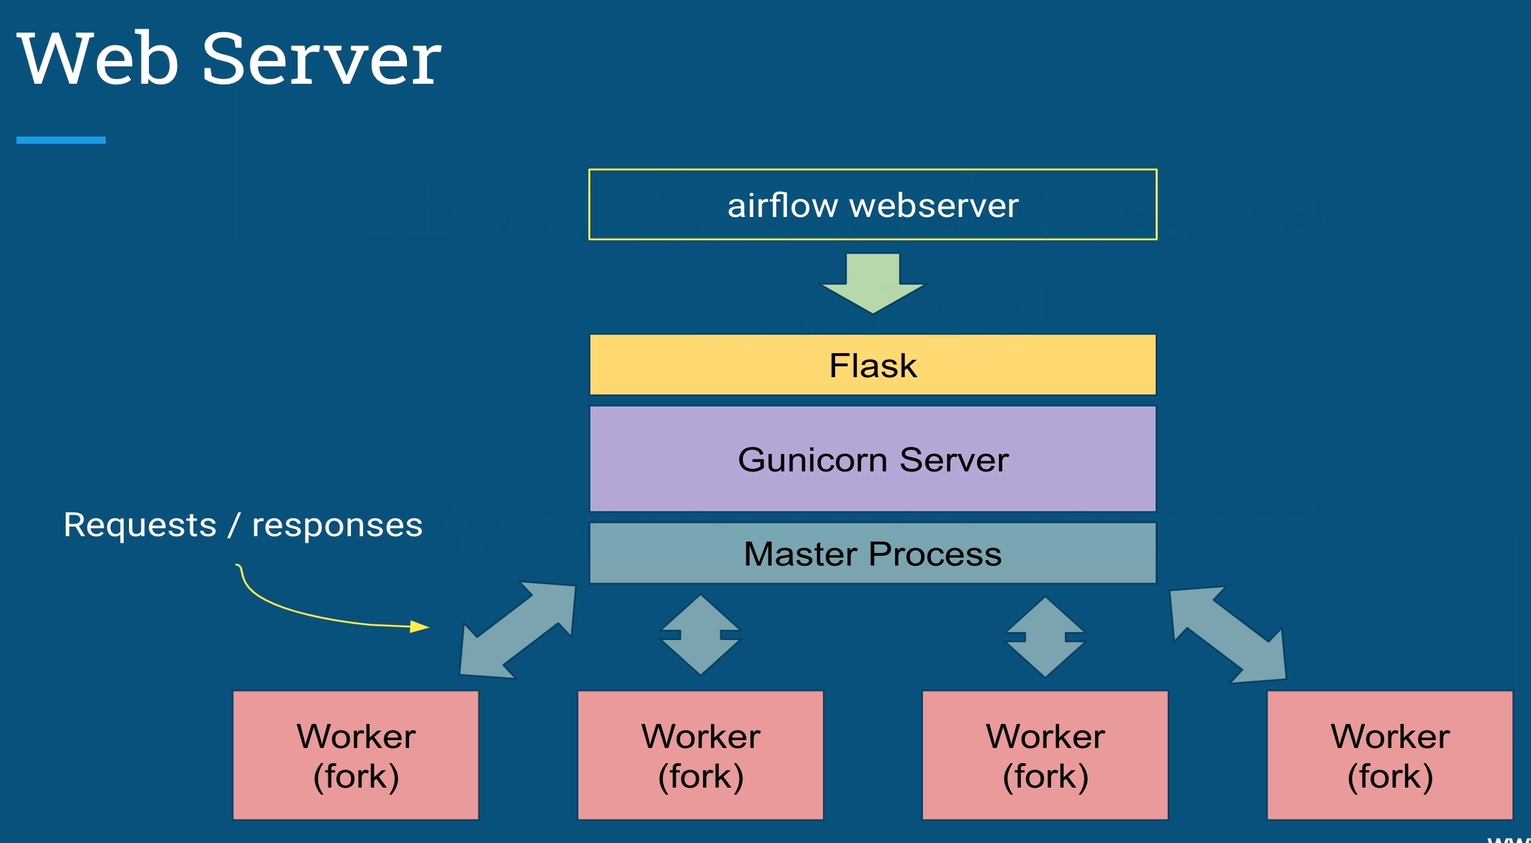 Web Server
airflow webserver
Flask
Gunicorn Server
Requests / responses
Master Process
Worker
(fork)
Worker
(fork)
Worker
(fork)
Worker
(fork)